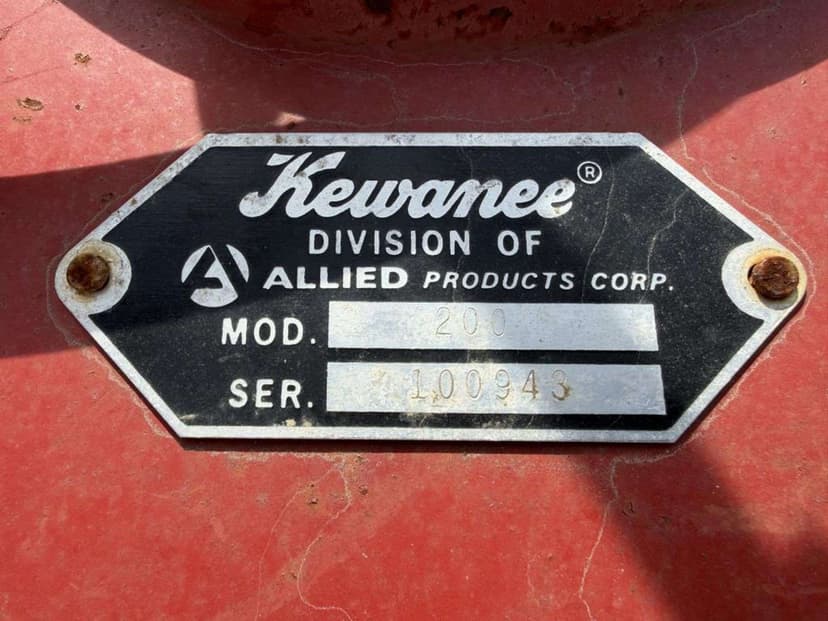 Kewanee®
DIVISION OF
ALLIED PRODUCTS CORP.
MOD. 200
SER. 100943